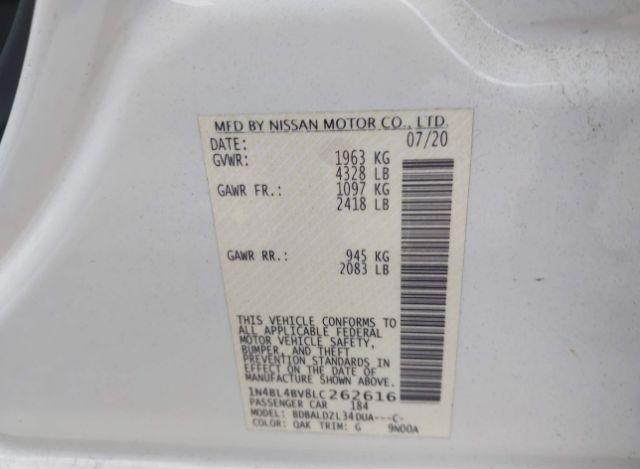 MFD BY NISSAN MOTOR CO., LTD.
DATE: 07/20
GVWR: 1963 KG
4328 LB
GAWR FR.: 1097 KG
2418 LB
GAWR RR.: 945 KG
2083 LB
THIS VEHICLE CONFORMS TO
ALL APPLICABLE FEDERAL
MOTOR VEHICLE SAFETY,
BUMPER, AND THEFT
PREVENTION STANDARDS IN
EFFECT ON THE DATE OF
MANUFACTURE SHOWN ABOVE.
1N4BL4BV8LC262616
PASSENGER CAR 184
MODEL: BDBALDZL34DUA---C-
COLOR: QAK TRIM: G 9N00A